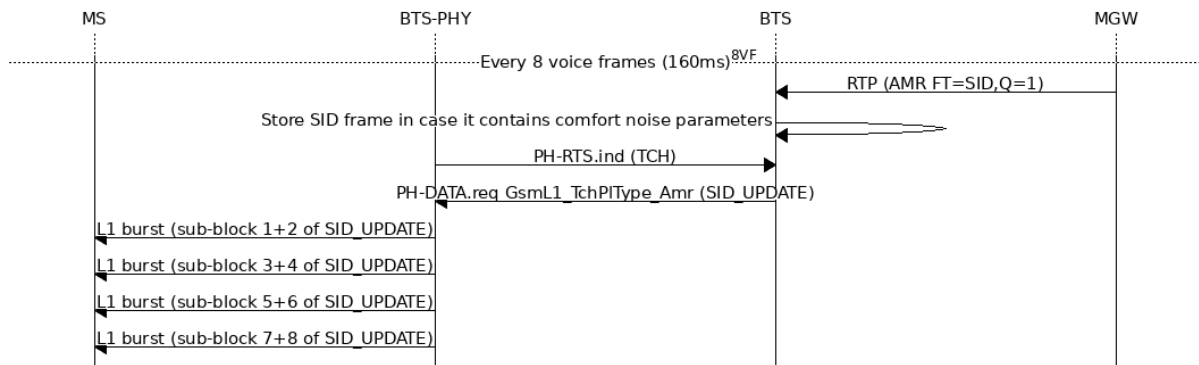 MS BTS-PHY BTS MGW
Every 8 voice frames (160ms)8VF
RTP (AMR FT=SID,Q=1)
Store SID frame in case it contains comfort noise parameters
PH-RTS.ind (TCH)
PH-DATA.req GsmL1_TchPlType_Amr (SID_UPDATE)
L1 burst (sub-block 1+2 of SID_UPDATE)
L1 burst (sub-block 3+4 of SID_UPDATE)
L1 burst (sub-block 5+6 of SID_UPDATE)
L1 burst (sub-block 7+8 of SID_UPDATE)